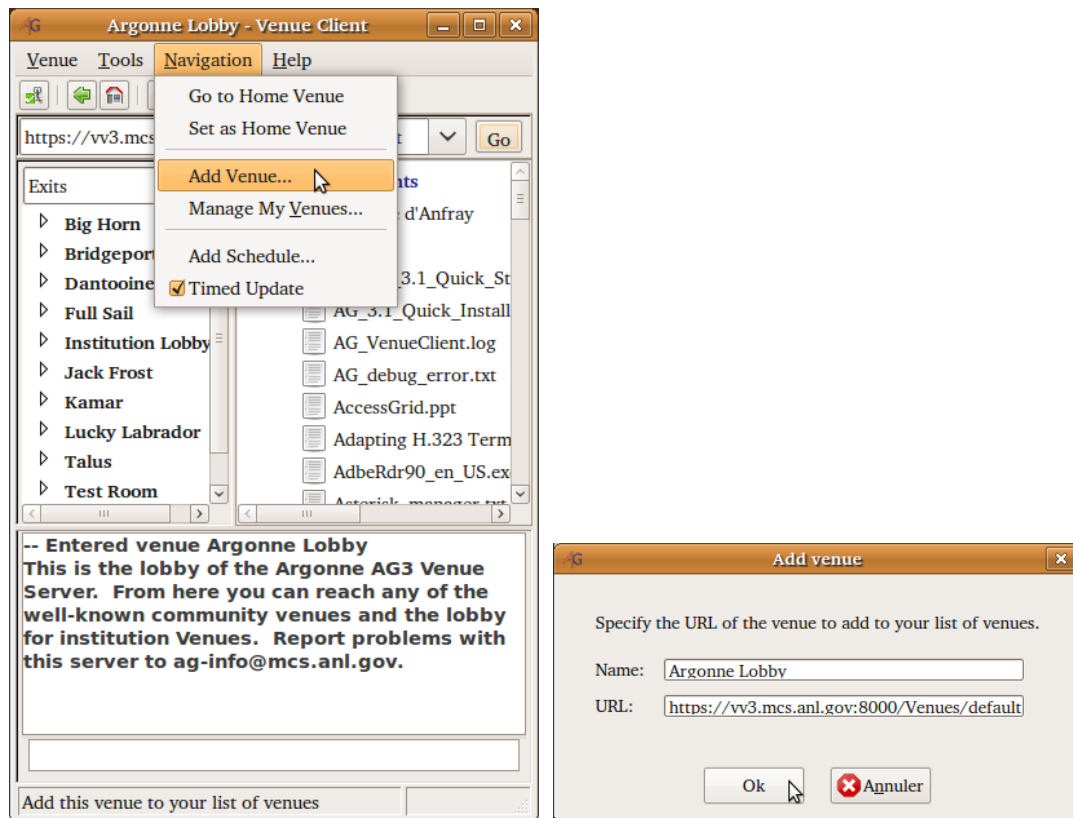 Argonne Lobby - Venue Client
Venue Tools Navigation Help
Go to Home Venue
Set as Home Venue
https://vv3.mcs
Go
Add Venue...
Manage My Venues...
Add Schedule...
Timed Update
Exits
Big Horn
Bridgeport
Dantooine
Full Sail
Institution Lobby
Jack Frost
Kamar
Lucky Labrador
Talus
Test Room
d'Anfray
_3.1_Quick_St
AG_3.1_Quick_Install
AG_VenueClient.log
AG_debug_error.txt
AccessGrid.ppt
Adapting H.323 Term
AdbeRdr90_en_US.ex
-- Entered venue Argonne Lobby
This is the lobby of the Argonne AG3 Venue
Server. From here you can reach any of the
well-known community venues and the lobby
for institution Venues. Report problems with
this server to ag-info@mcs.anl.gov.
Add this venue to your list of venues
Add venue
Specify the URL of the venue to add to your list of venues.
Name: Argonne Lobby
URL: https://vv3.mcs.anl.gov:8000/Venues/default
Ok Annuler